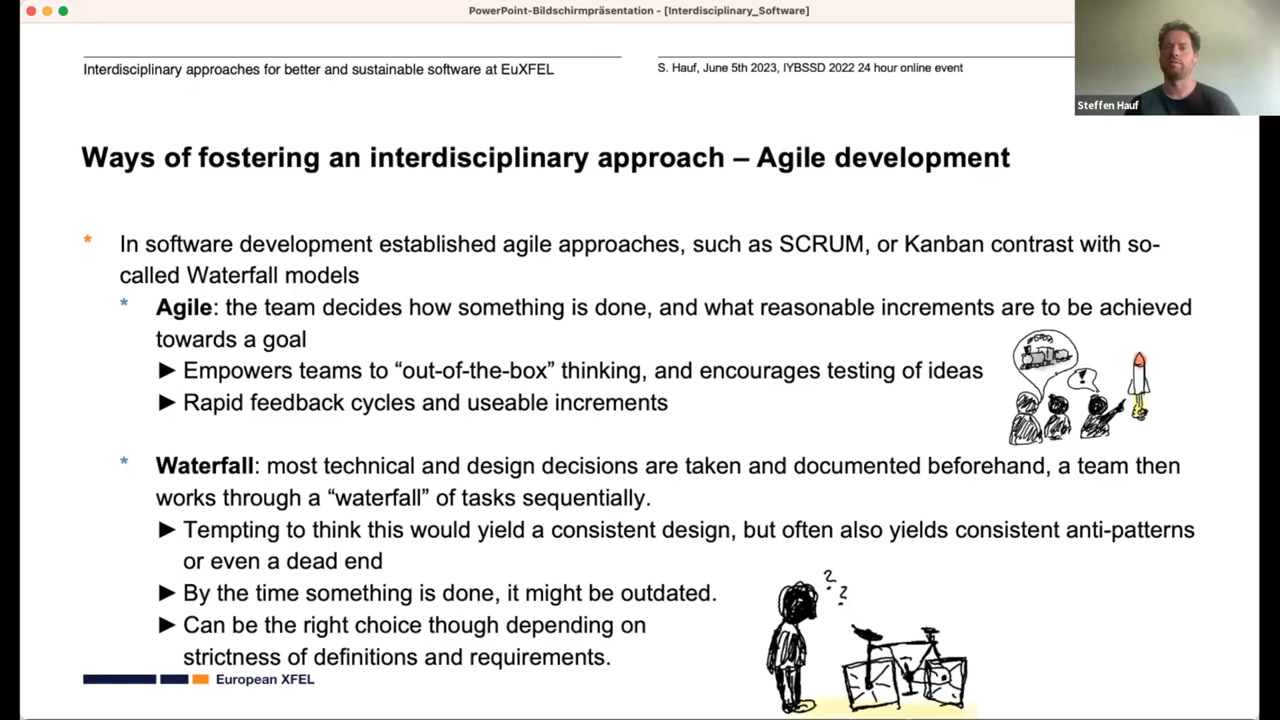 PowerPoint-Bildschirmpräsentation - [Interdisciplinary_Software]
Interdisciplinary approaches for better and sustainable software at EuXFEL
S. Hauf, June 5th 2023, IYBSSD 2022 24 hour online event
Steffen Hauf
Ways of fostering an interdisciplinary approach – Agile development
* In software development established agile approaches, such as SCRUM, or Kanban contrast with so-
called Waterfall models
* Agile: the team decides how something is done, and what reasonable increments are to be achieved
towards a goal
► Empowers teams to “out-of-the-box” thinking, and encourages testing of ideas
► Rapid feedback cycles and useable increments
!
* Waterfall: most technical and design decisions are taken and documented beforehand, a team then
works through a “waterfall” of tasks sequentially.
► Tempting to think this would yield a consistent design, but often also yields consistent anti-patterns
or even a dead end
► By the time something is done, it might be outdated.
► Can be the right choice though depending on
strictness of definitions and requirements.
? ?
European XFEL